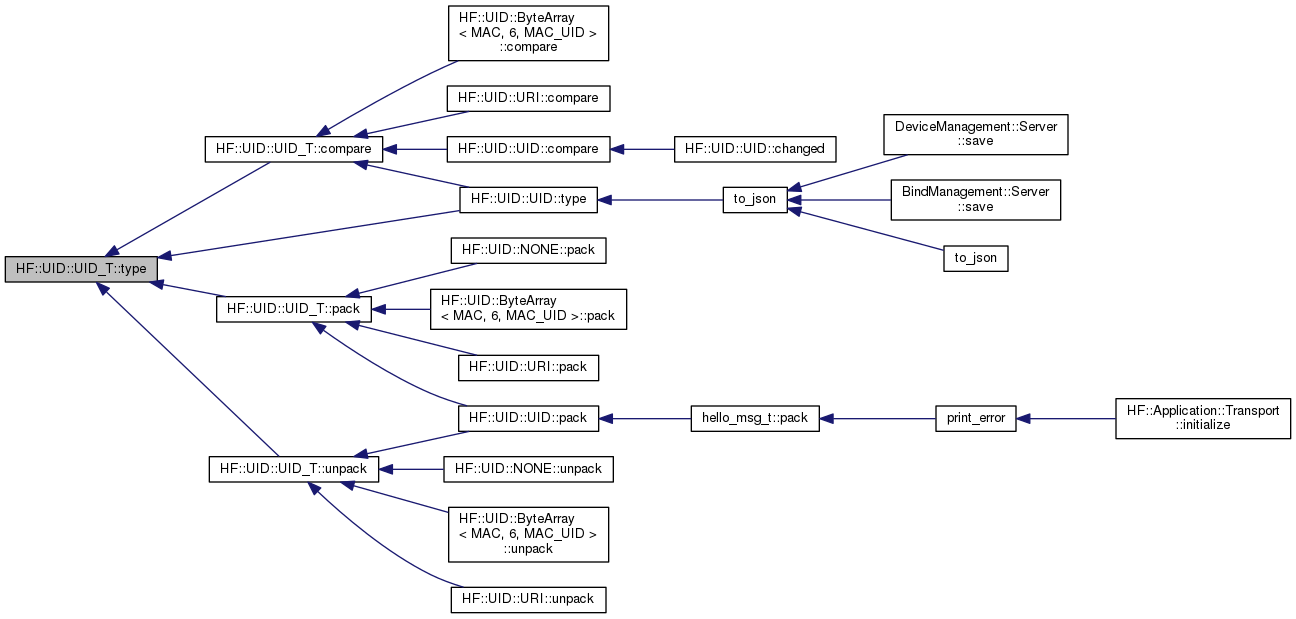 HF::UID::ByteArray
< MAC, 6, MAC_UID >
::compare
HF::UID::URI::compare
DeviceManagement::Server
::save
HF::UID::UID_T::compare
HF::UID::UID::compare
HF::UID::UID::changed
HF::UID::UID::type
to_json
BindManagement::Server
::save
HF::UID::NONE::pack
to_json
HF::UID::UID_T::type
HF::UID::UID_T::pack
HF::UID::ByteArray
< MAC, 6, MAC_UID >::pack
HF::UID::URI::pack
HF::UID::UID::pack
hello_msg_t::pack
print_error
HF::Application::Transport
::initialize
HF::UID::UID_T::unpack
HF::UID::NONE::unpack
HF::UID::ByteArray
< MAC, 6, MAC_UID >
::unpack
HF::UID::URI::unpack